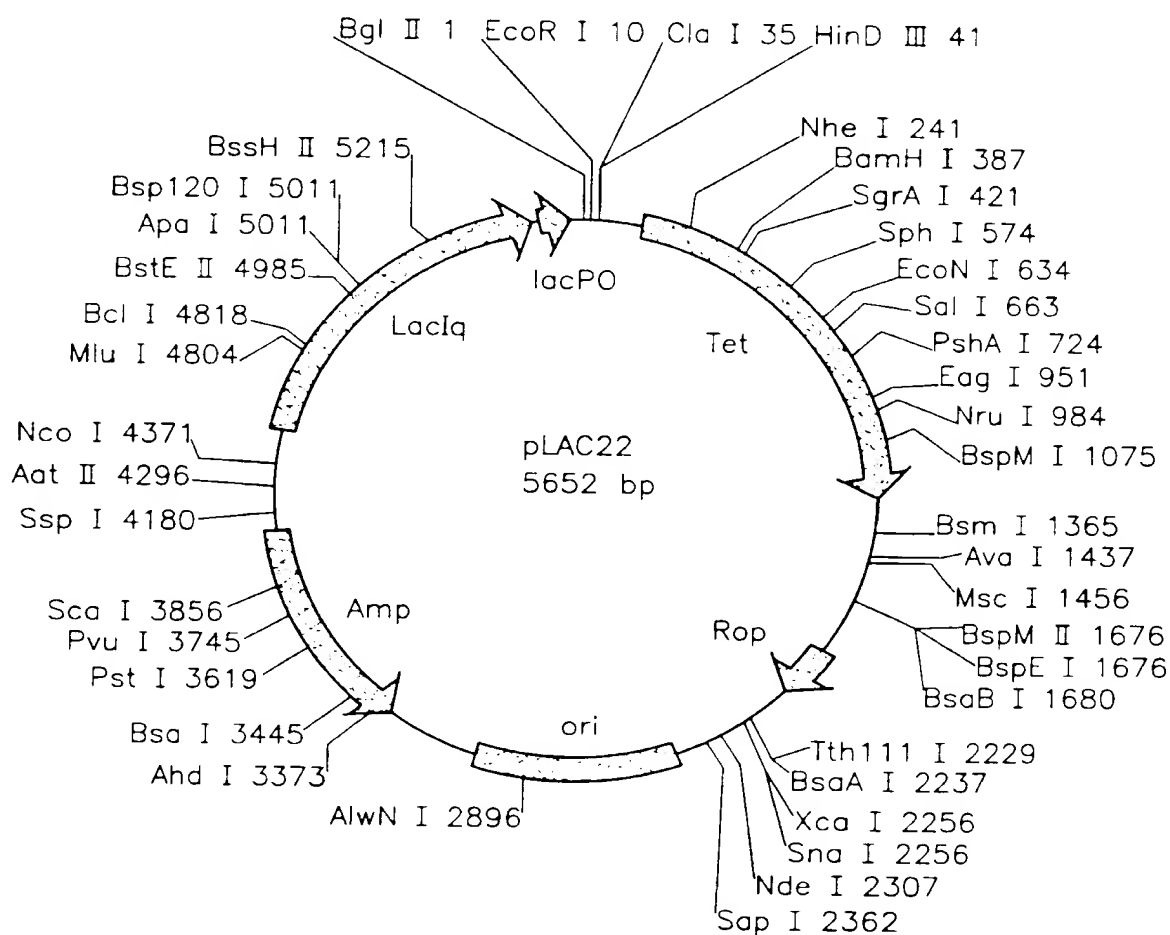 Bgl II 1
EcoR I 10
Cla I 35
HinD III 41
Nhe I 241
BamH I 387
SgrA I 421
Sph I 574
EcoN I 634
Sal I 663
PshA I 724
Eag I 951
Nru I 984
BspM I 1075
Bsm I 1365
Ava I 1437
Msc I 1456
BspM II 1676
BspE I 1676
BsaB I 1680
Tth111 I 2229
BsaA I 2237
Xca I 2256
Sna I 2256
Nde I 2307
Sap I 2362
AlwN I 2896
Ahd I 3373
Bsa I 3445
Pst I 3619
Pvu I 3745
Sca I 3856
Ssp I 4180
Aat II 4296
Nco I 4371
Mlu I 4804
Bcl I 4818
BstE II 4985
Apa I 5011
Bsp120 I 5011
BssH II 5215
lacPO
LacIq
Tet
pLAC22
5652 bp
Amp
Rop
ori